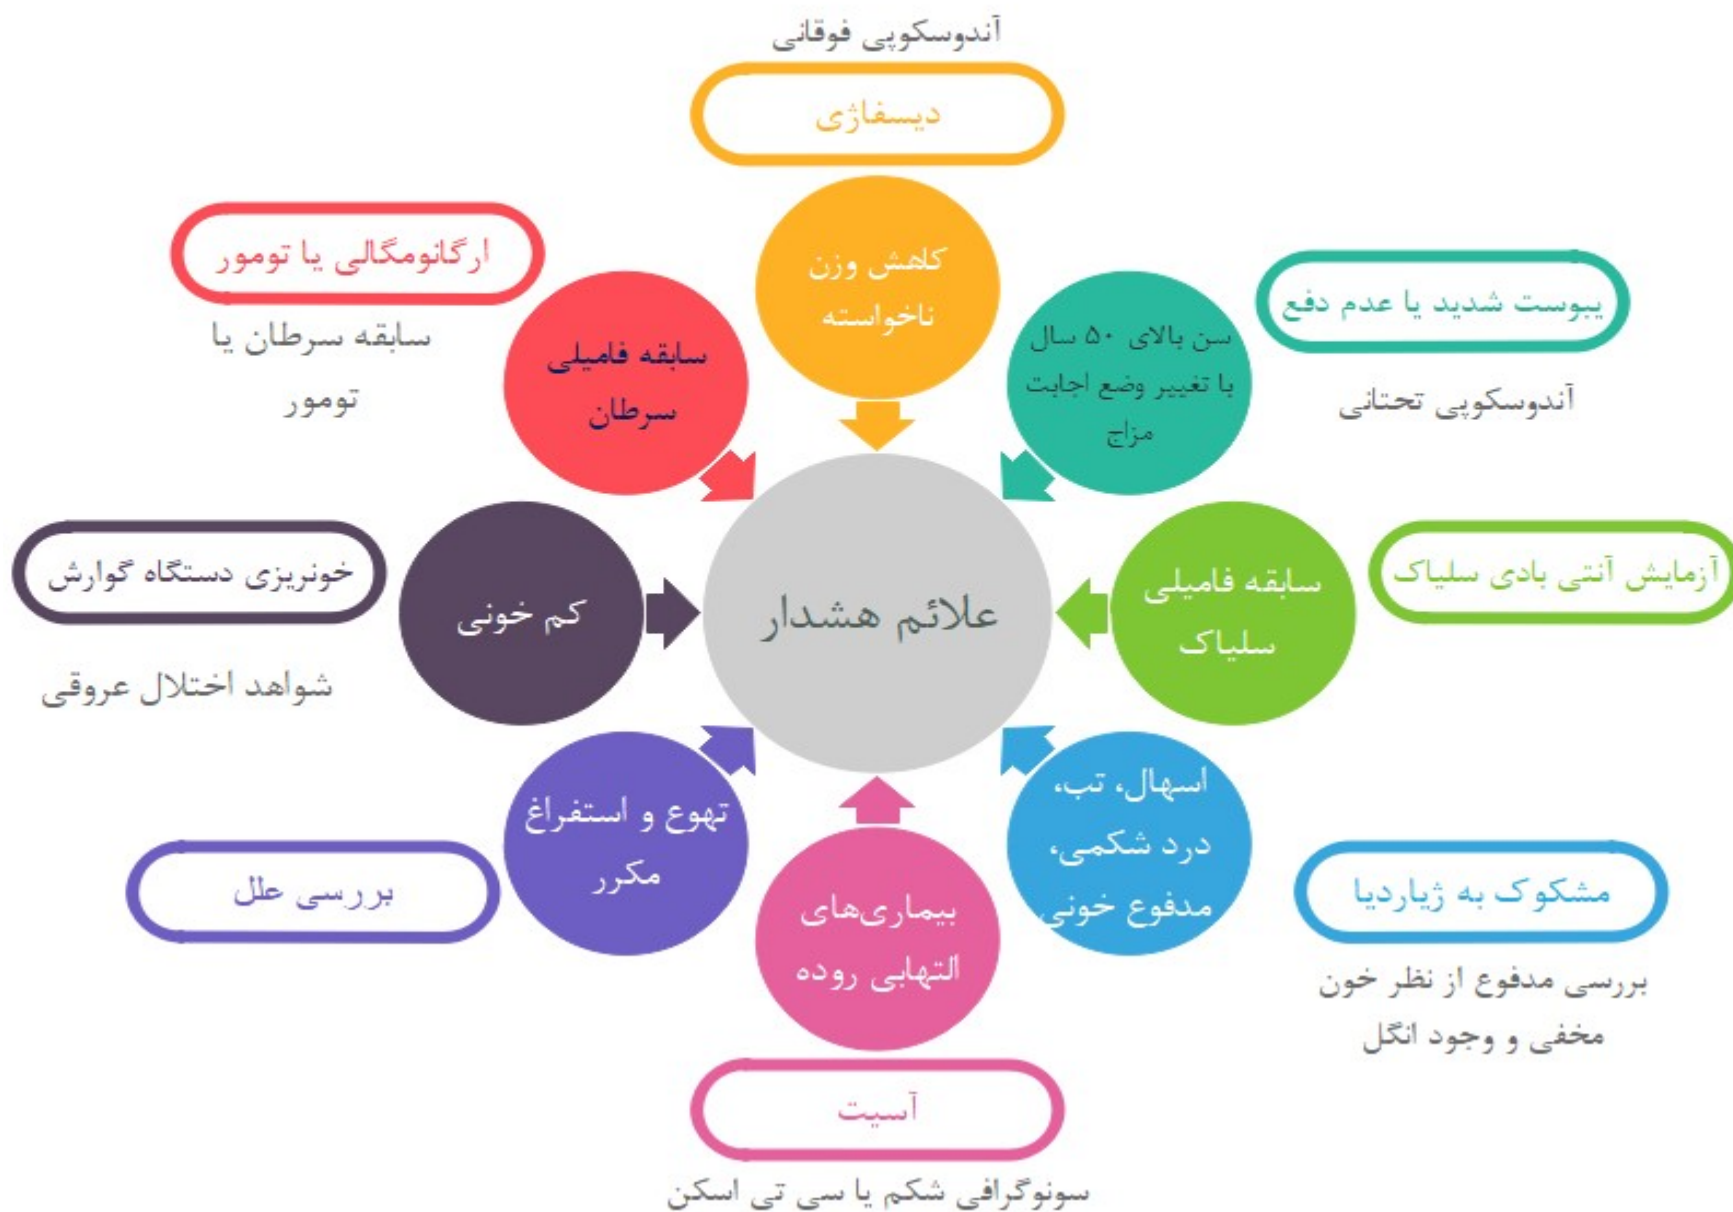 آندوسکوپی فوقانی
دیسفاژی
کاهش وزن
ناخواسته
یبوست شدید یا عدم دفع
آندوسکوپی تحتانی
سن بالای ۵۰ سال
با تغییر وضع اجابت
مزاج
آزمایش آنتی بادی سلیاک
سابقه فامیلی
سلیاک
مشکوک به ژیاردیا
بررسی مدفوع از نظر خون
مخفی و وجود انگل
اسهال، تب،
درد شکمی،
مدفوع خونی
بیماری‌های
التهابی روده
آسیت
سونوگرافی شکم یا سی تی اسکن
تهوع و استفراغ
مکرر
بررسی علل
کم خونی
خونریزی دستگاه گوارش
شواهد اختلال عروقی
سابقه فامیلی
سرطان
ارگانومگالی یا تومور
سابقه سرطان یا
تومور
علائم هشدار